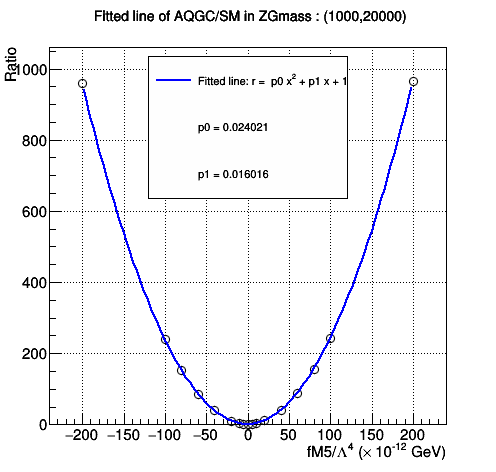 FItted line of AQGC/SM in ZGmass : (1000,20000)
Ratio
Fitted line: r = p0 x² + p1 x + 1
p0 = 0.024021
p1 = 0.016016
1000
800
600
400
200
0
−200 −150 −100 −50 0 50 100 150 200
fM5/Λ⁴ (× 10⁻¹² GeV)